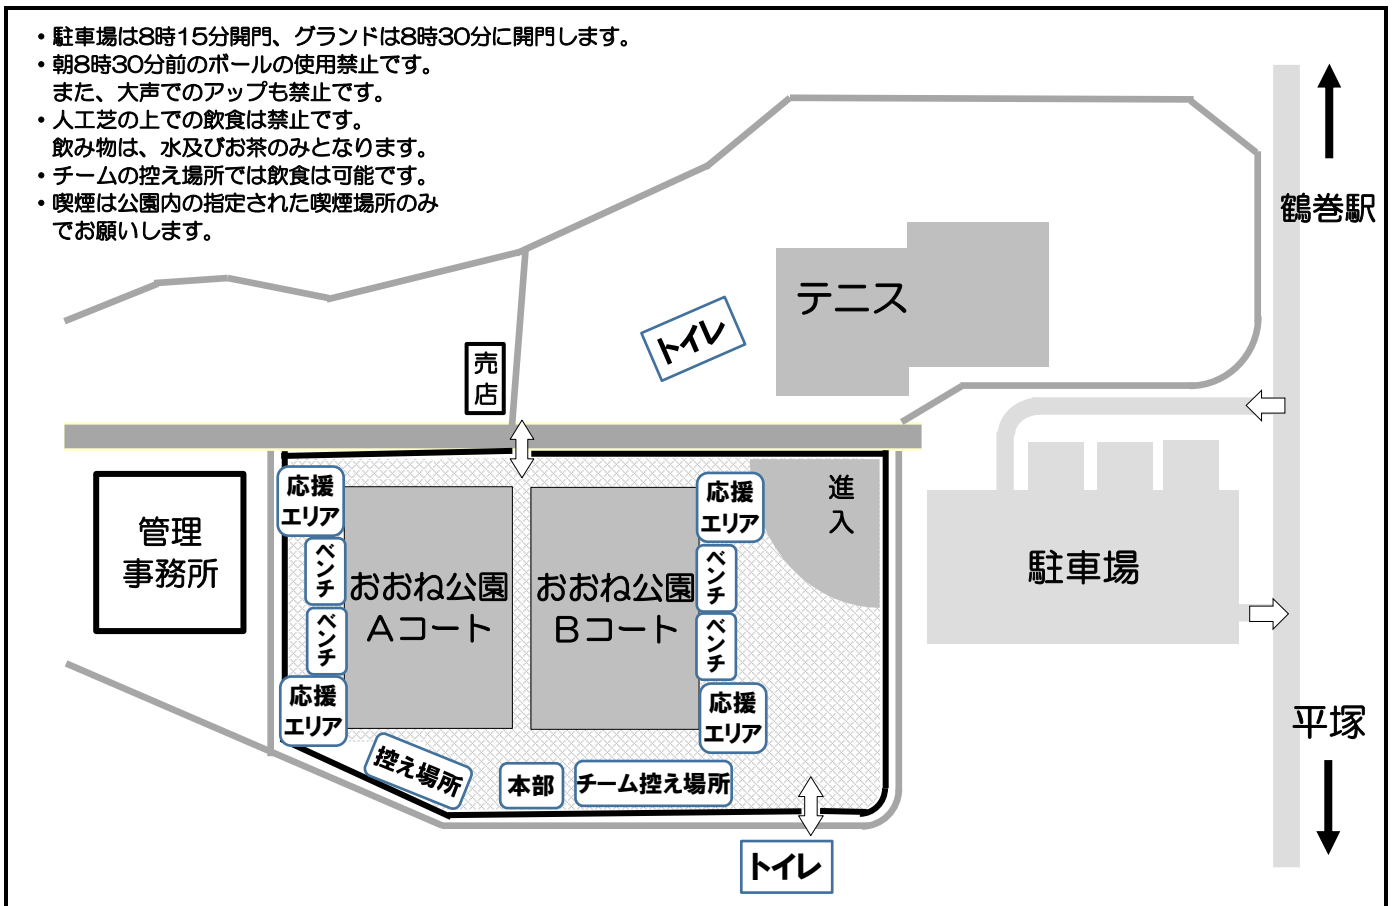 ・駐車場は8時15分開門、グランドは8時30分に開門します。
・朝8時30分前のボールの使用禁止です。
また、大声でのアップも禁止です。
・人工芝の上での飲食は禁止です。
飲み物は、水及びお茶のみとなります。
・チームの控え場所では飲食は可能です。
・喫煙は公園内の指定された喫煙場所のみ
でお願いします。
鶴巻駅
テニス
トイレ
売
店
管理
事務所
応援
エリア
ベンチ
ベンチ
応援
エリア
おおね公園
Aコート
おおね公園
Bコート
応援
エリア
ベンチ
ベンチ
応援
エリア
進
入
駐車場
平塚
控え場所
本部
チーム控え場所
トイレ